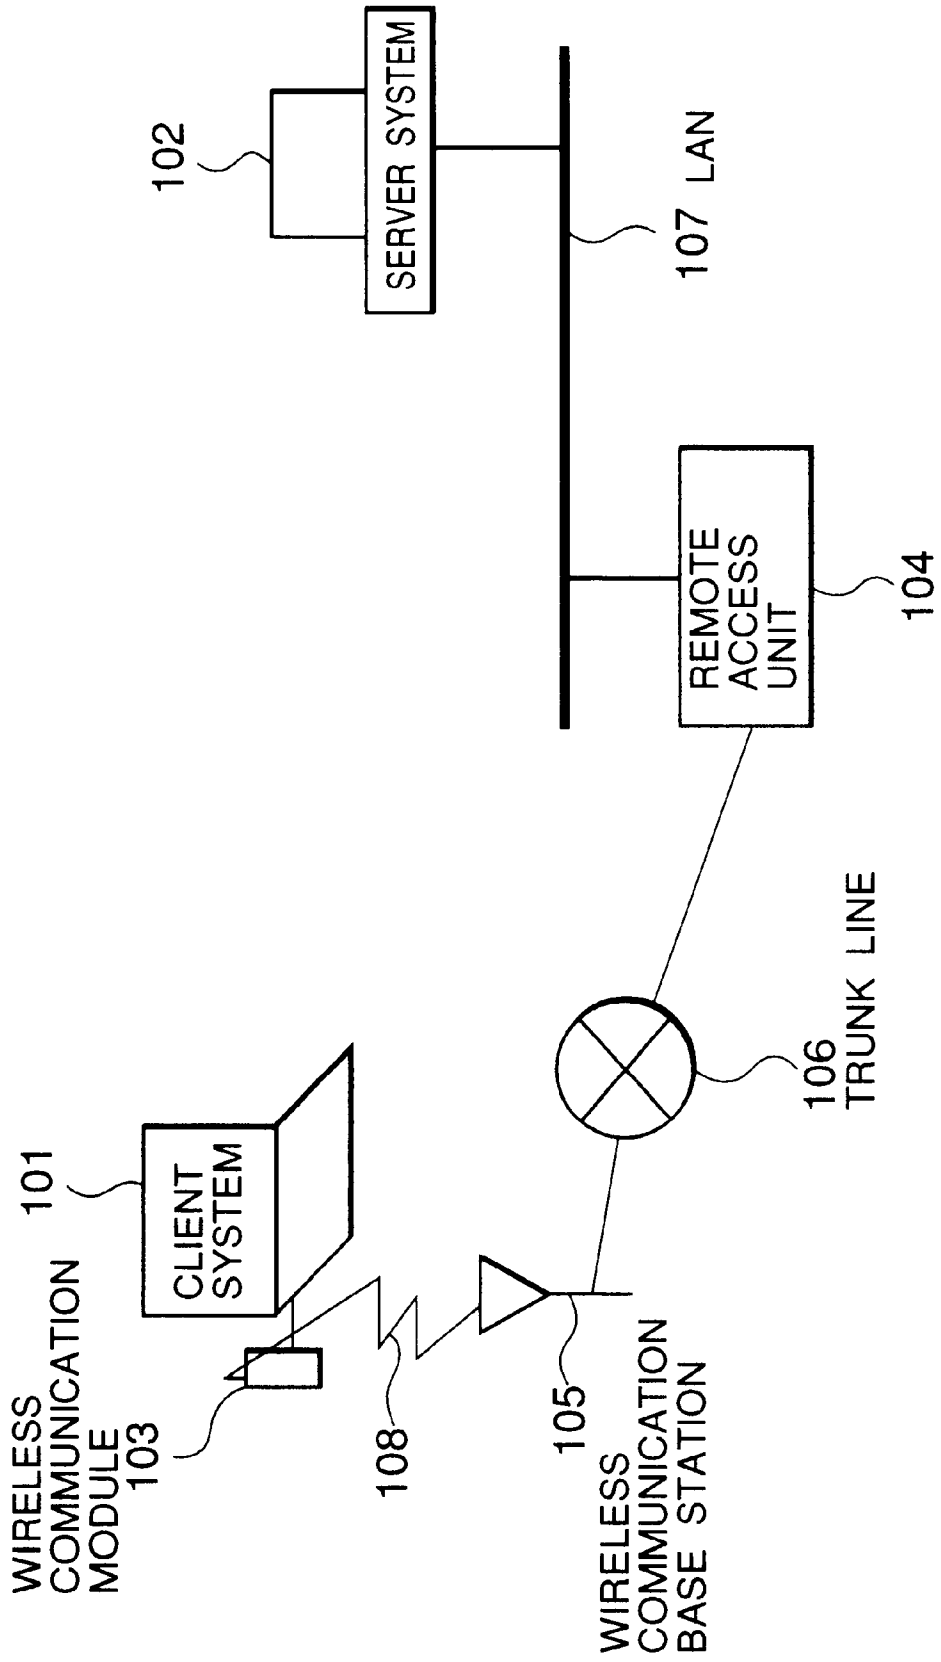 WIRELESS
COMMUNICATION
MODULE
103
101
CLIENT
SYSTEM
108
105
WIRELESS
COMMUNICATION
BASE STATION
106
TRUNK LINE
REMOTE
ACCESS
UNIT
104
102
SERVER SYSTEM
107 LAN